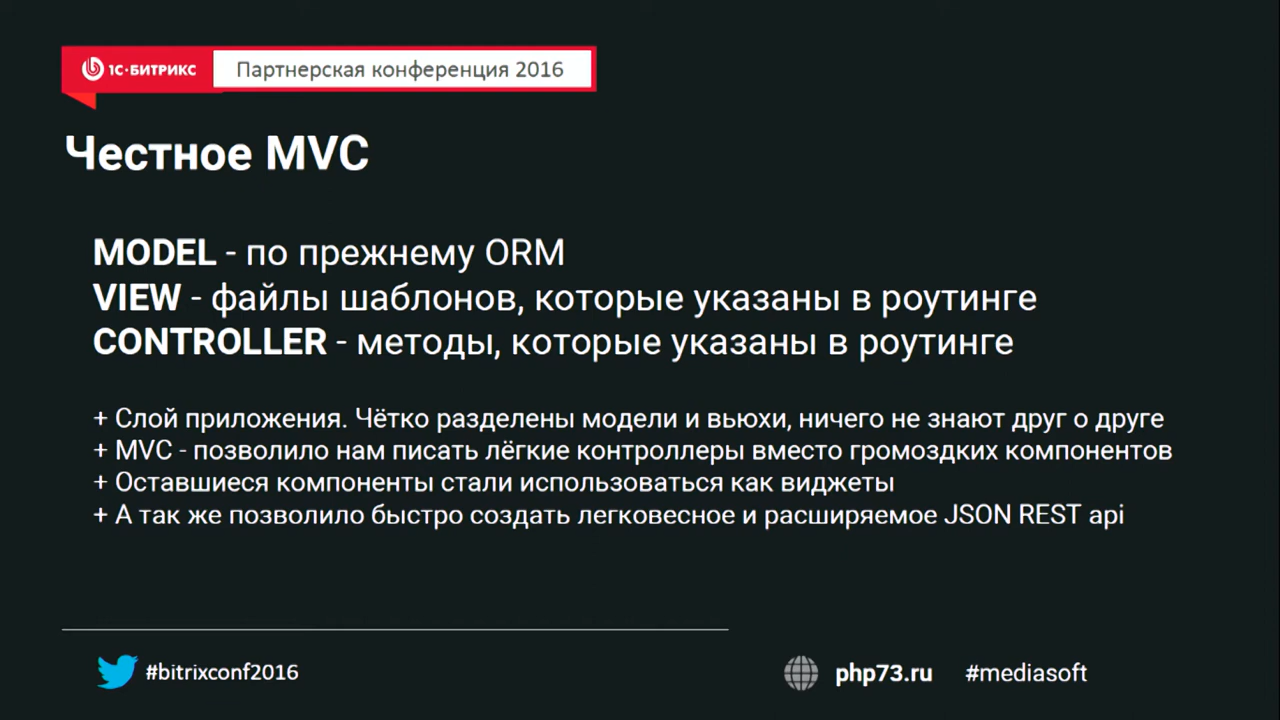 1С·БИТРИКС Партнерская конференция 2016
Честное MVC
MODEL - по прежнему ORM
VIEW - файлы шаблонов, которые указаны в роутинге
CONTROLLER - методы, которые указаны в роутинге
+ Слой приложения. Чётко разделены модели и вьюхи, ничего не знают друг о друге
+ MVC - позволило нам писать лёгкие контроллеры вместо громоздких компонентов
+ Оставшиеся компоненты стали использоваться как виджеты
+ А так же позволило быстро создать легковесное и расширяемое JSON REST api
#bitrixconf2016 php73.ru #mediasoft